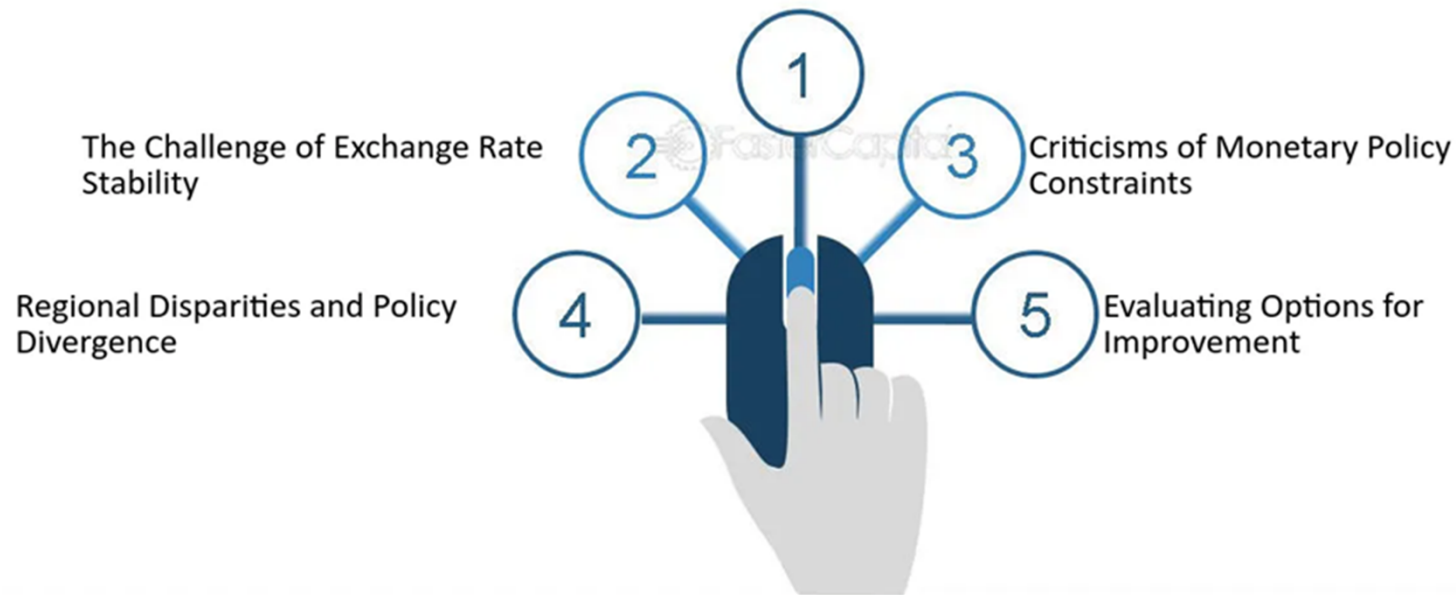 1
2
FasterCapital
3
The Challenge of Exchange Rate
Stability
Criticisms of Monetary Policy
Constraints
4
5
Regional Disparities and Policy
Divergence
Evaluating Options for
Improvement